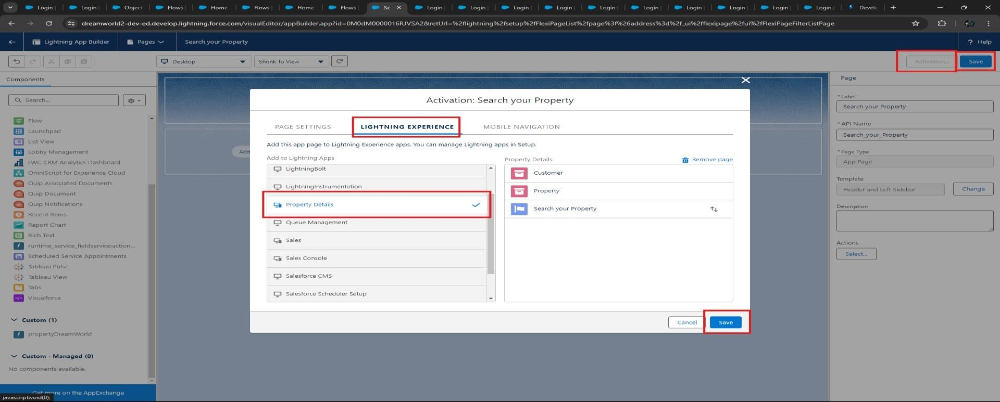 Login
Login
Object
Flows
Home
Flows
Home
Flows
Se
Login
Login
Login
Login
Login
Login
Login
Login
Login
Login
Develo
dreamworld2-dev-ed.develop.lightning.force.com/visualEditor/appBuilder.app?id=0M0dM0000016RJVSA2&retUrl=%2flightning%2fsetup%2fFlexiPageList%2fpage%3f%26address%3d%2f_ui%2fflexipage%2fui%2fFlexiPageFilterListPage
Lightning App Builder
Pages
Search your Property
? Help
Desktop
Shrink To View
Activation...
Save
Components
Search...
Flow
Launchpad
List View
Lobby Management
LWC CRM Analytics Dashboard
OmniScript for Experience Cloud
Quip Associated Documents
Quip Document
Quip Notifications
Recent Items
Report Chart
Rich Text
runtime_service_fieldservice:action...
Scheduled Service Appointments
Tableau Pulse
Tableau View
Tabs
Visualforce
Custom (1)
propertyDreamWorld
Custom - Managed (0)
No components available.
Get more on the AppExchange
javascript:void(0);
Add
Activation: Search your Property
PAGE SETTINGS
LIGHTNING EXPERIENCE
MOBILE NAVIGATION
Add this app page to Lightning Experience apps. You can manage Lightning apps in Setup.
Add to Lightning Apps
LightningBolt
LightningInstrumentation
Property Details
Queue Management
Sales
Sales Console
Salesforce CMS
Salesforce Scheduler Setup
Property Details
Remove page
Customer
Property
Search your Property
Cancel
Save
Page
* Label
Search your Property
* API Name
Search_your_Property
* Page Type
App Page
Template
Header and Left Sidebar
Change
Description
Actions
Select...